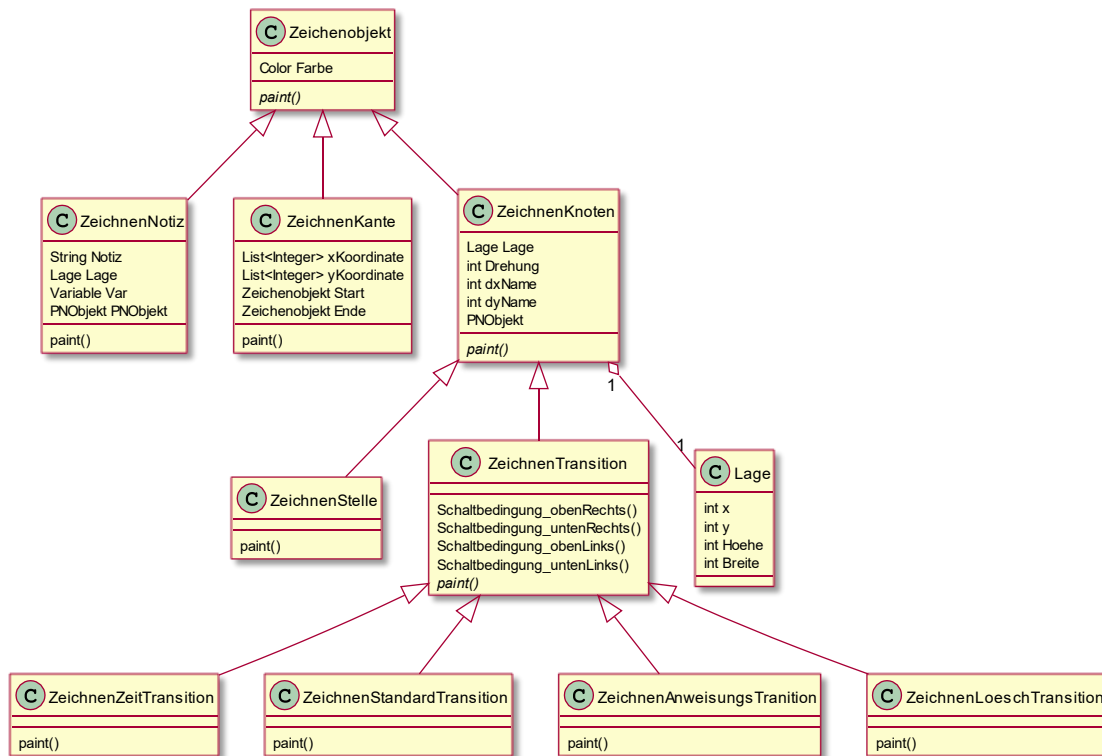 C Zeichenobjekt
Color Farbe
paint()
C ZeichnenNotiz
String Notiz
Lage Lage
Variable Var
PNObjekt PNObjekt
paint()
C ZeichnenKante
List<Integer> xKoordinate
List<Integer> yKoordinate
Zeichenobjekt Start
Zeichenobjekt Ende
paint()
C ZeichnenKnoten
Lage Lage
int Drehung
int dxName
int dyName
PNObjekt
paint()
1
1
C ZeichnenStelle
paint()
C ZeichnenTransition
Schaltbedingung_obenRechts()
Schaltbedingung_untenRechts()
Schaltbedingung_obenLinks()
Schaltbedingung_untenLinks()
paint()
C Lage
int x
int y
int Hoehe
int Breite
C ZeichnenZeitTransition
paint()
C ZeichnenStandardTransition
paint()
C ZeichnenAnweisungsTranition
paint()
C ZeichnenLoeschTransition
paint()